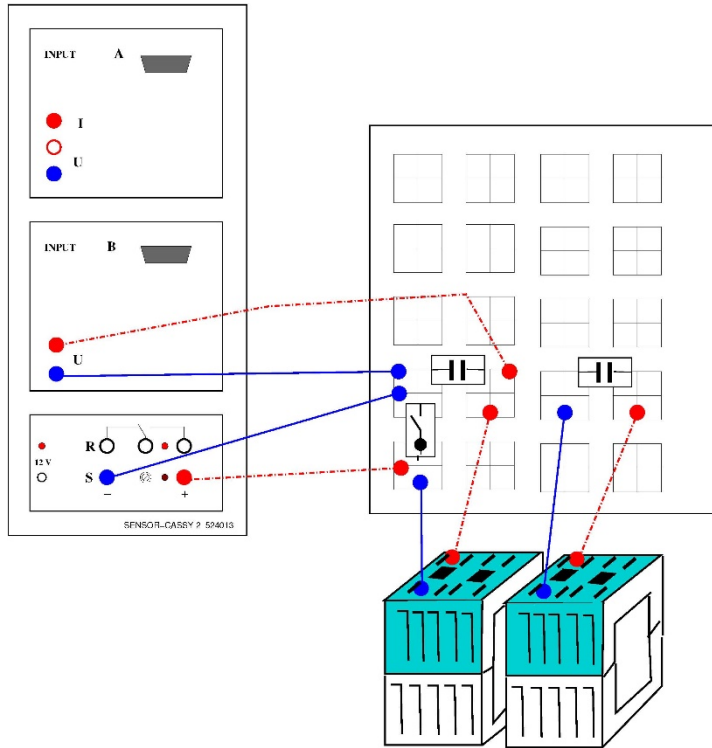 INPUT A
I
U
INPUT B
U
R
12 V
S
− +
SENSOR-CASSY 2 524013